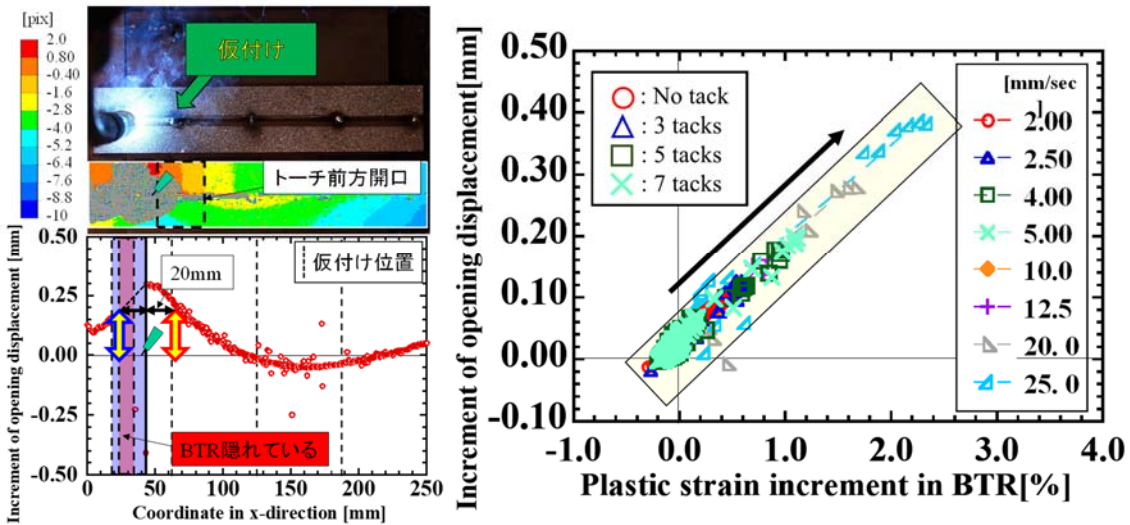 [pix]
2.0
0.80
-0.40
-1.6
-2.8
-4.0
-5.2
-6.4
-7.6
-8.8
-10
仮付け
トーチ前方開口
Increment of opening displacement [mm]
0.50
0.25
0.00
-0.25
-0.50
20mm
仮付け位置
BTR隠れている
0 50 100 150 200 250
Coordinate in x-direction [mm]
Increment of opening displacement[mm]
0.50
0.40
0.30
0.20
0.10
0.00
-0.10
: No tack
: 3 tacks
: 5 tacks
: 7 tacks
[mm/sec
]
2.00
2.50
4.00
5.00
10.0
12.5
20. 0
25. 0
-1.0 0.0 1.0 2.0 3.0 4.0
Plastic strain increment in BTR[%]